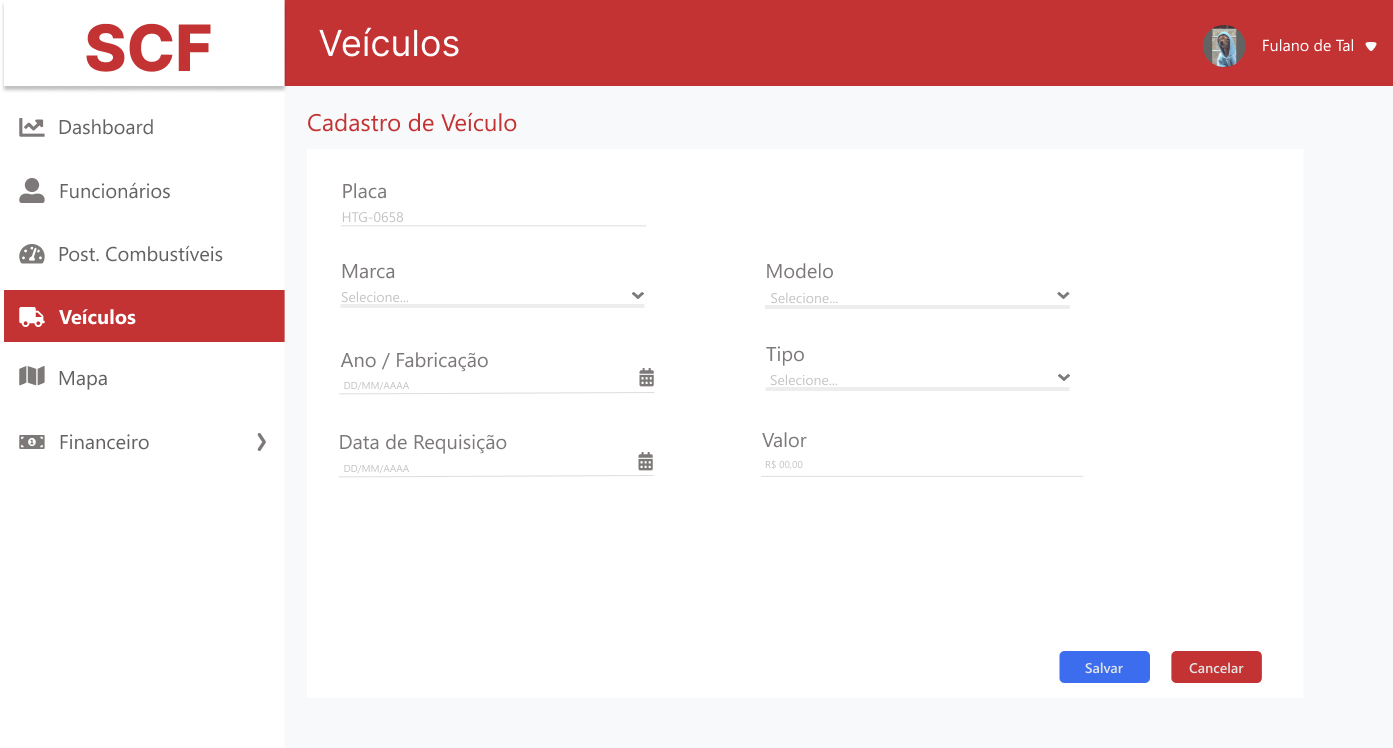 SCF
Veículos
Fulano de Tal
Dashboard
Funcionários
Post. Combustíveis
Veículos
Mapa
Financeiro
Cadastro de Veículo
Placa
HTG-0658
Marca
Selecione...
Modelo
Selecione...
Ano / Fabricação
DD/MM/AAAA
Tipo
Selecione...
Data de Requisição
DD/MM/AAAA
Valor
R$ 00,00
Salvar
Cancelar